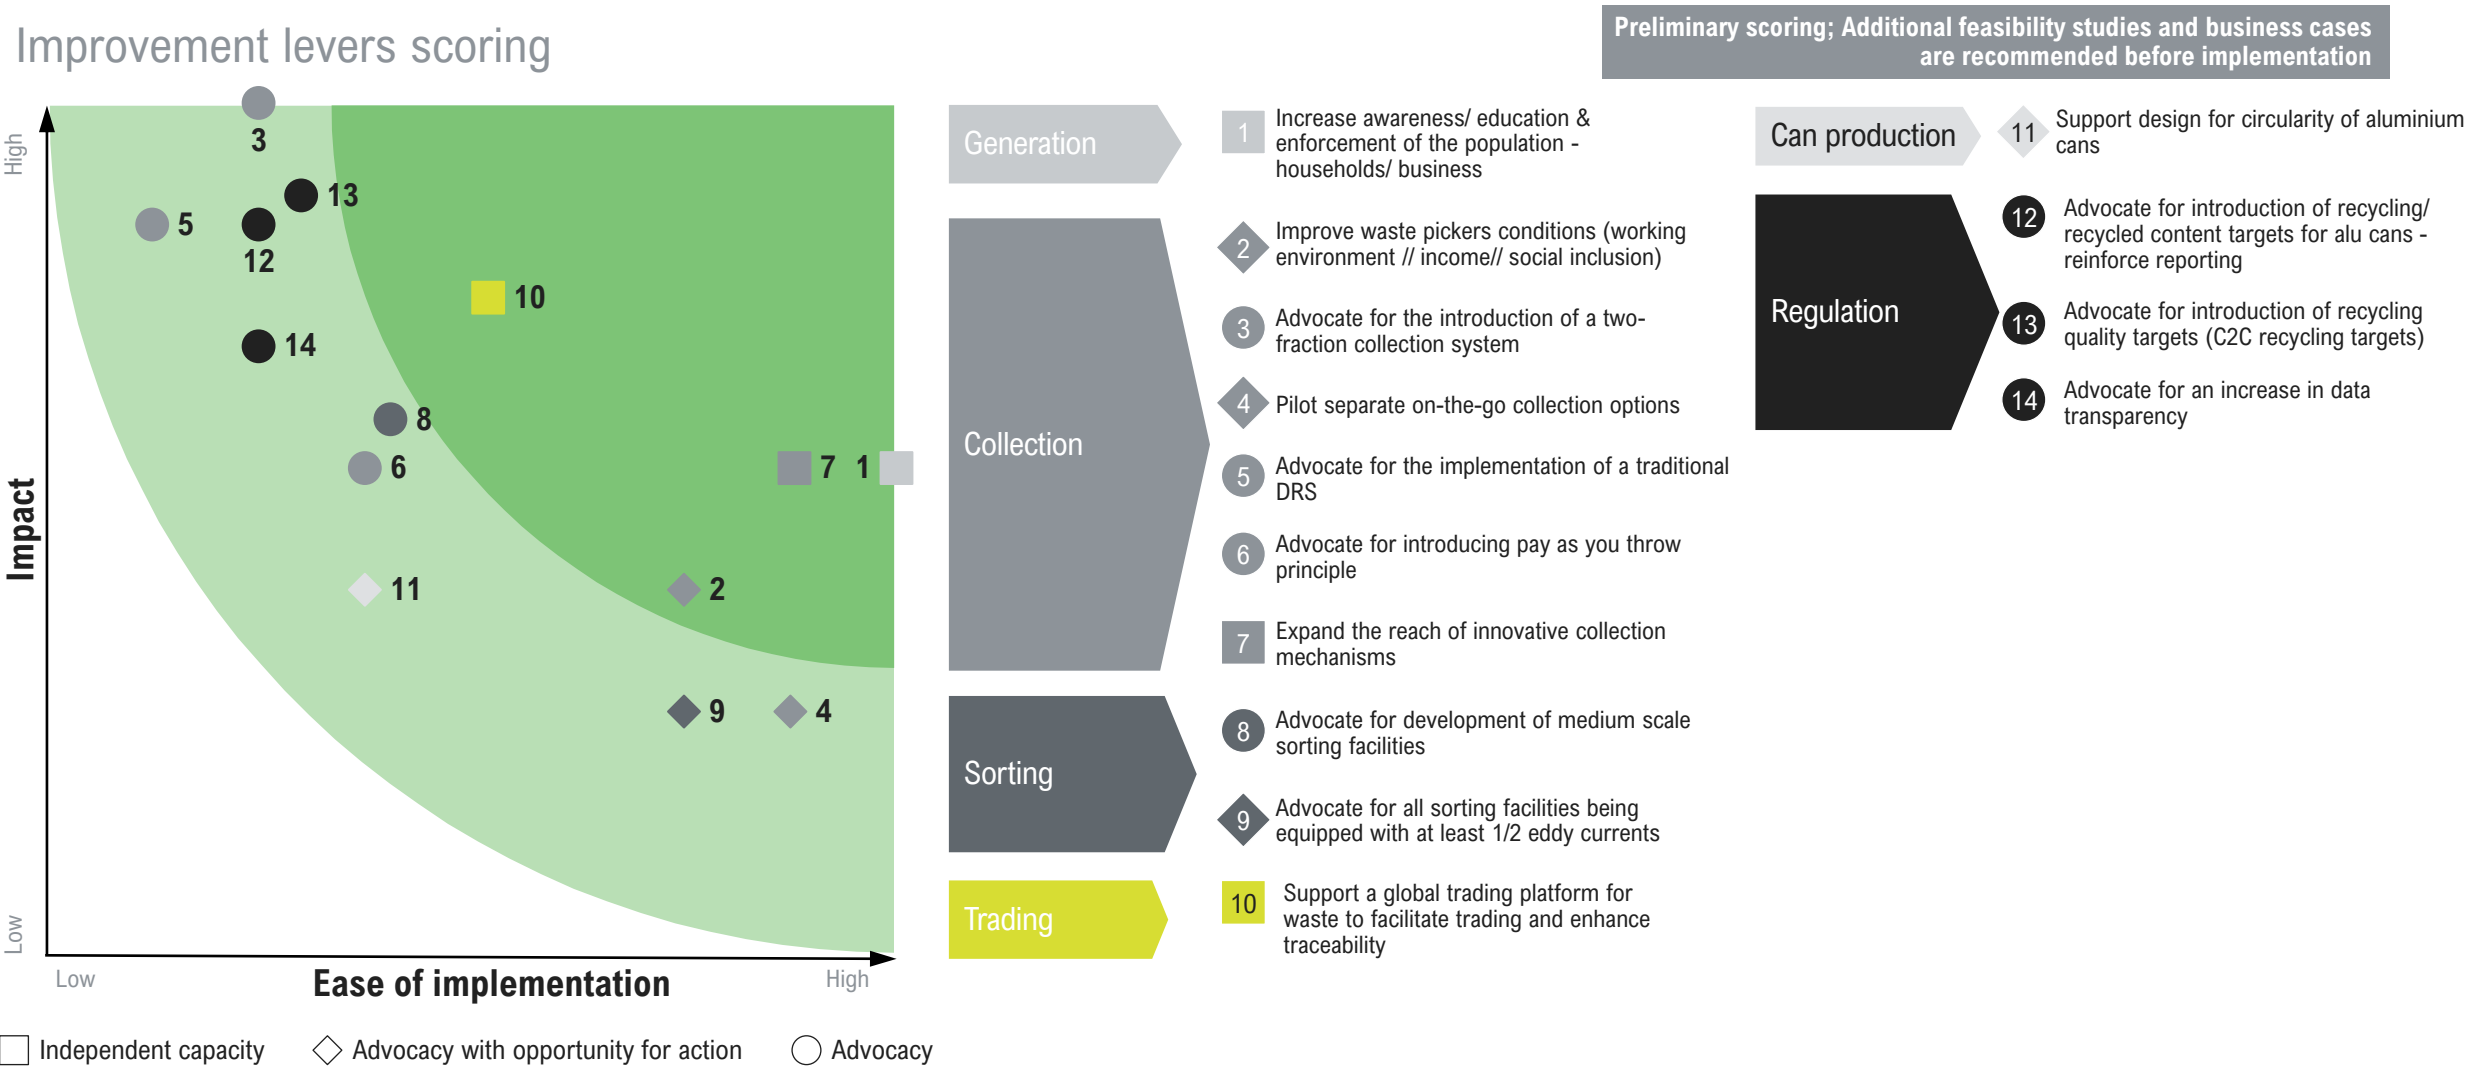 Improvement levers scoring
Preliminary scoring; Additional feasibility studies and business cases
are recommended before implementation
High
Impact
Low
3
13
5
12
10
14
8
6
7
1
11
2
9
4
Low
Ease of implementation
High
Independent capacity
Advocacy with opportunity for action
Advocacy
Generation
1
Increase awareness/ education &
enforcement of the population -
households/ business
Collection
2
Improve waste pickers conditions (working
environment // income// social inclusion)
3
Advocate for the introduction of a two-
fraction collection system
4
Pilot separate on-the-go collection options
5
Advocate for the implementation of a traditional
DRS
6
Advocate for introducing pay as you throw
principle
7
Expand the reach of innovative collection
mechanisms
Sorting
8
Advocate for development of medium scale
sorting facilities
9
Advocate for all sorting facilities being
equipped with at least 1/2 eddy currents
Trading
10
Support a global trading platform for
waste to facilitate trading and enhance
traceability
Can production
11
Support design for circularity of aluminium
cans
Regulation
12
Advocate for introduction of recycling/
recycled content targets for alu cans -
reinforce reporting
13
Advocate for introduction of recycling
quality targets (C2C recycling targets)
14
Advocate for an increase in data
transparency